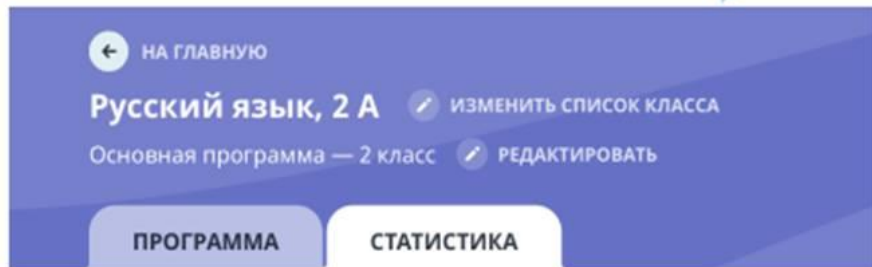 НА ГЛАВНУЮ
Русский язык, 2 А ИЗМЕНИТЬ СПИСОК КЛАССА
Основная программа — 2 класс РЕДАКТИРОВАТЬ
ПРОГРАММА СТАТИСТИКА